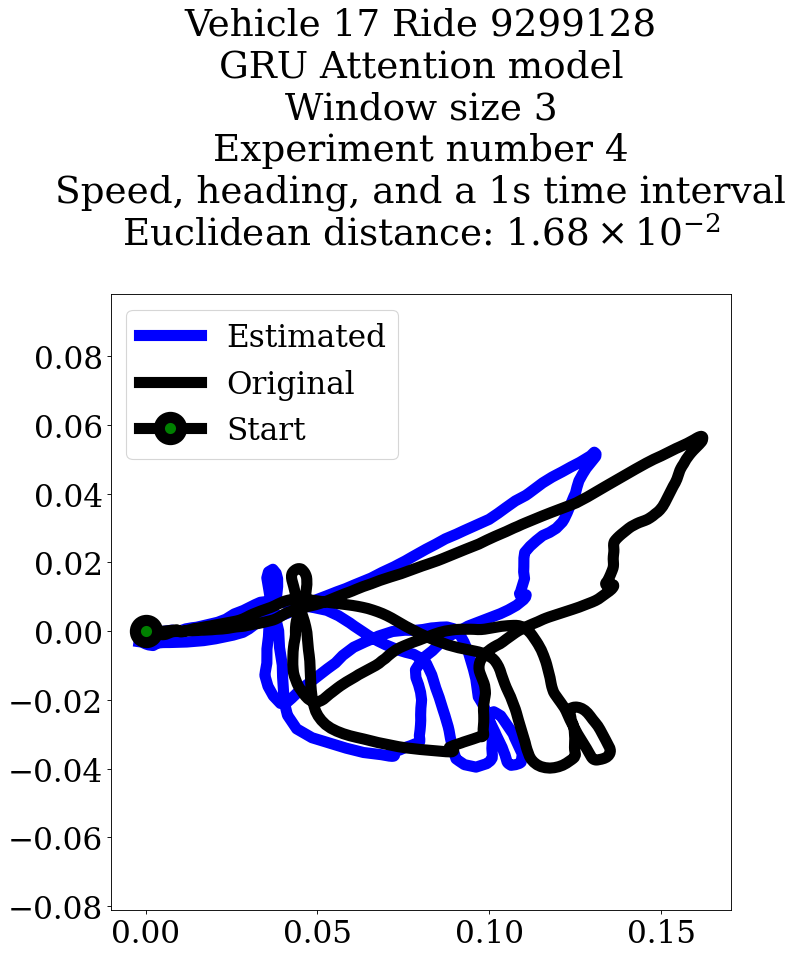 Vehicle 17 Ride 9299128
GRU Attention model
Window size 3
Experiment number 4
Speed, heading, and a 1s time interval
Euclidean distance: 1.68 × 10⁻²
Estimated
Original
Start
0.08
0.06
0.04
0.02
0.00
−0.02
−0.04
−0.06
−0.08
0.00 0.05 0.10 0.15